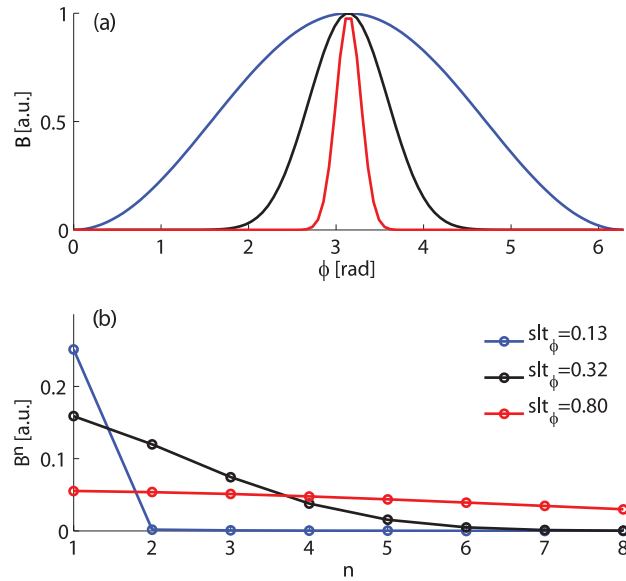 (a)
1
0.5
0
B [a.u.]
0 1 2 3 4 5 6
ϕ [rad]
(b)
slt_ϕ=0.13
slt_ϕ=0.32
slt_ϕ=0.80
0.2
0.1
0
B^n [a.u.]
1 2 3 4 5 6 7 8
n